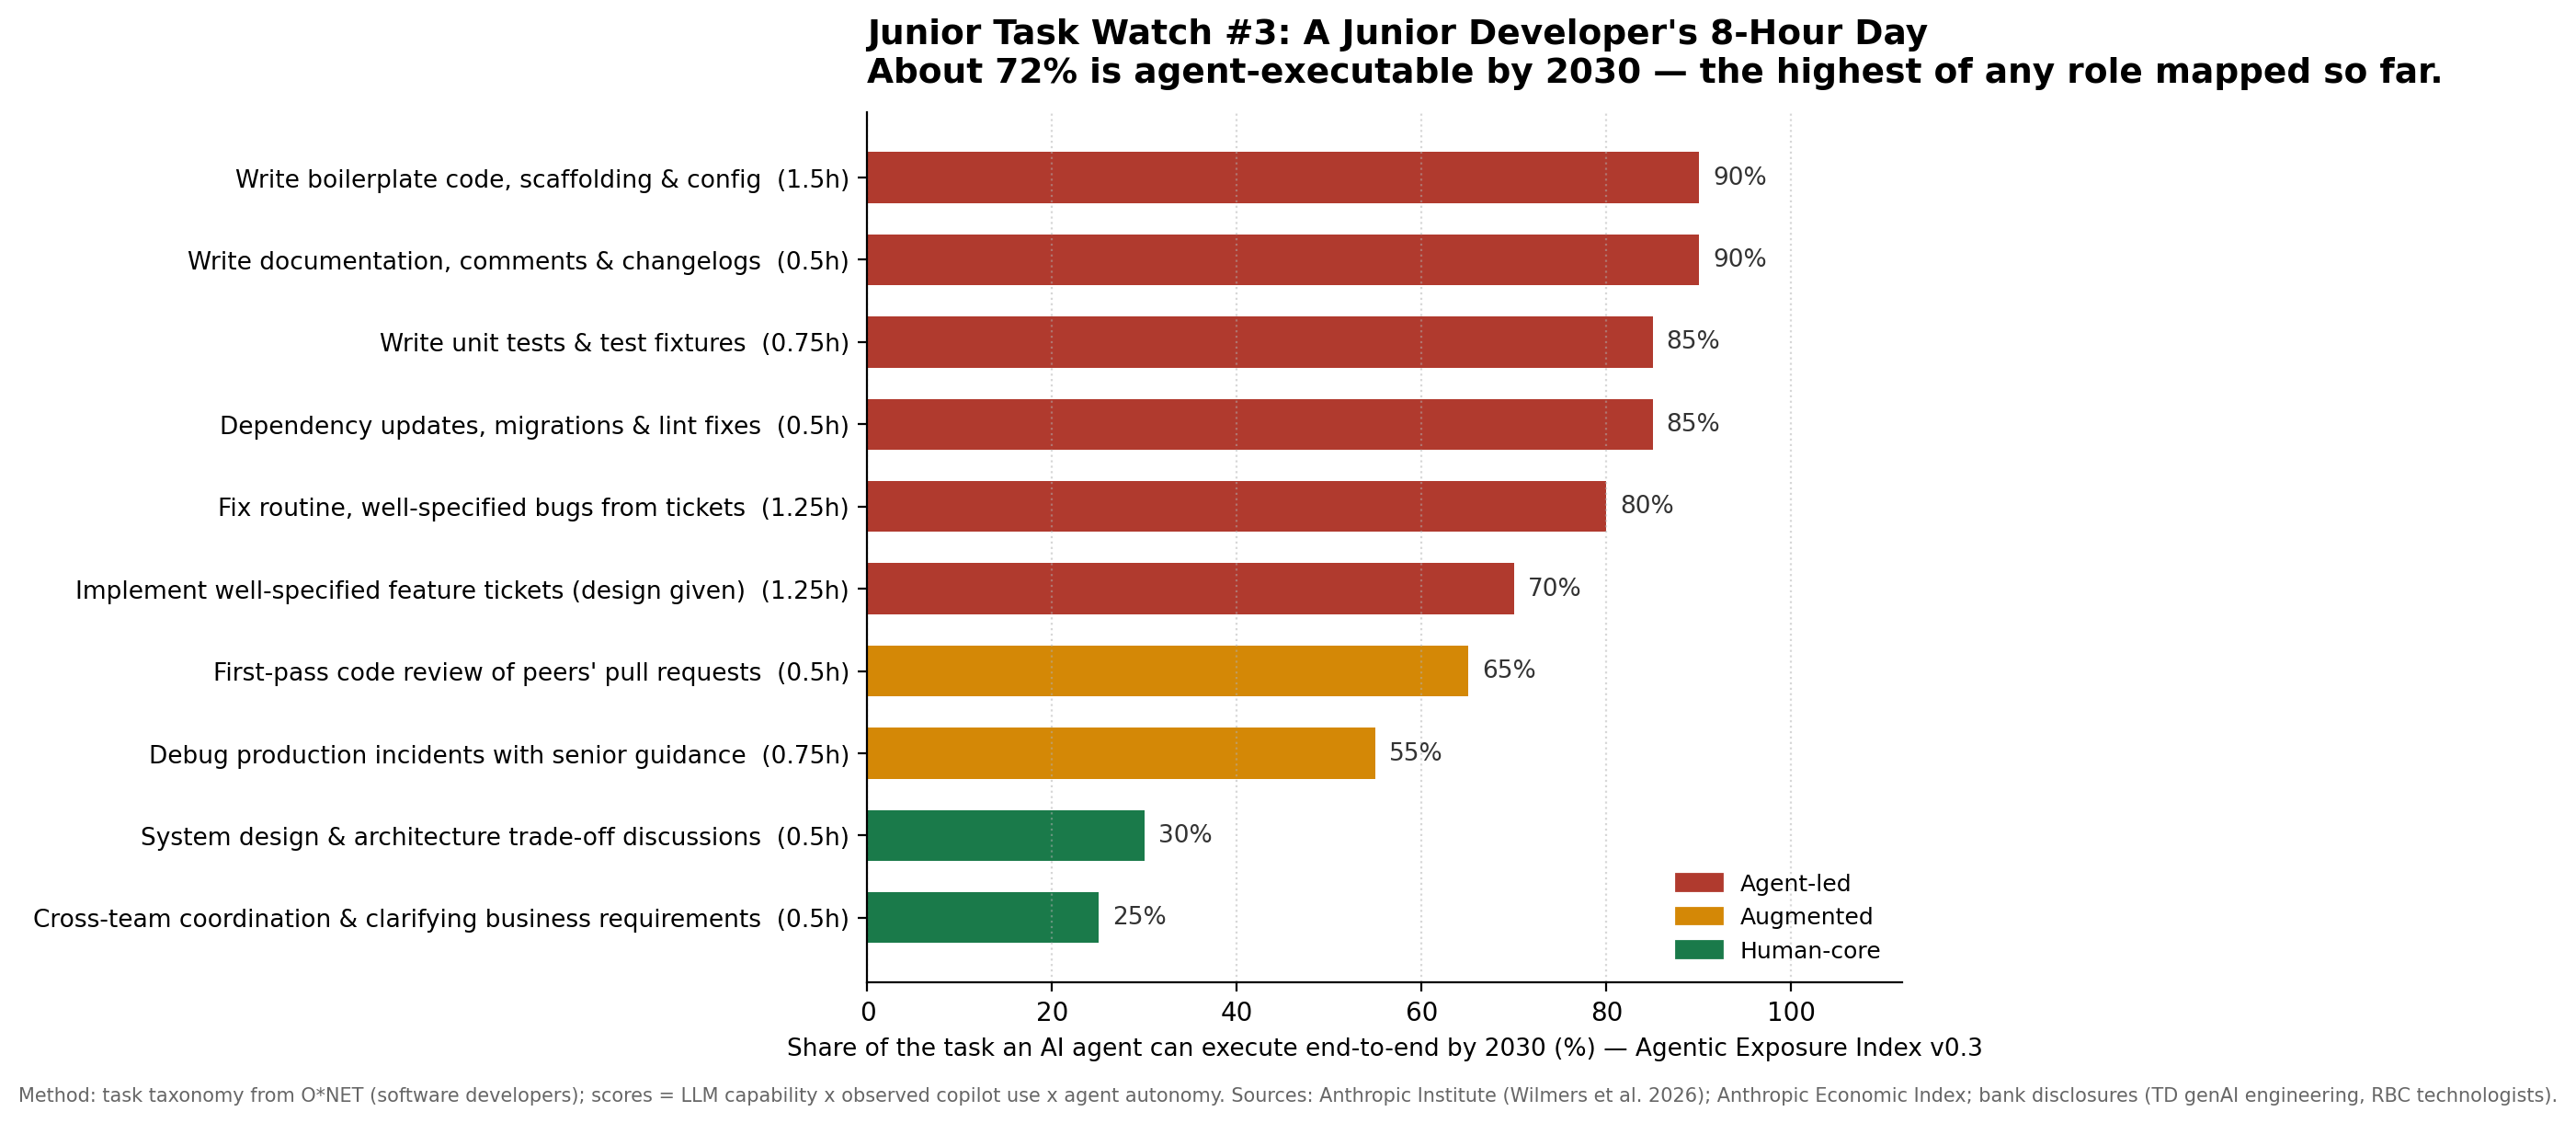 Junior Task Watch #3: A Junior Developer's 8-Hour Day
About 72% is agent-executable by 2030 — the highest of any role mapped so far.
Write boilerplate code, scaffolding & config (1.5h)
90%
Write documentation, comments & changelogs (0.5h)
90%
Write unit tests & test fixtures (0.75h)
85%
Dependency updates, migrations & lint fixes (0.5h)
85%
Fix routine, well-specified bugs from tickets (1.25h)
80%
Implement well-specified feature tickets (design given) (1.25h)
70%
First-pass code review of peers' pull requests (0.5h)
65%
Debug production incidents with senior guidance (0.75h)
55%
System design & architecture trade-off discussions (0.5h)
30%
Cross-team coordination & clarifying business requirements (0.5h)
25%
Agent-led
Augmented
Human-core
0 20 40 60 80 100
Share of the task an AI agent can execute end-to-end by 2030 (%) — Agentic Exposure Index v0.3
Method: task taxonomy from O*NET (software developers); scores = LLM capability x observed copilot use x agent autonomy. Sources: Anthropic Institute (Wilmers et al. 2026); Anthropic Economic Index; bank disclosures (TD genAI engineering, RBC technologists).